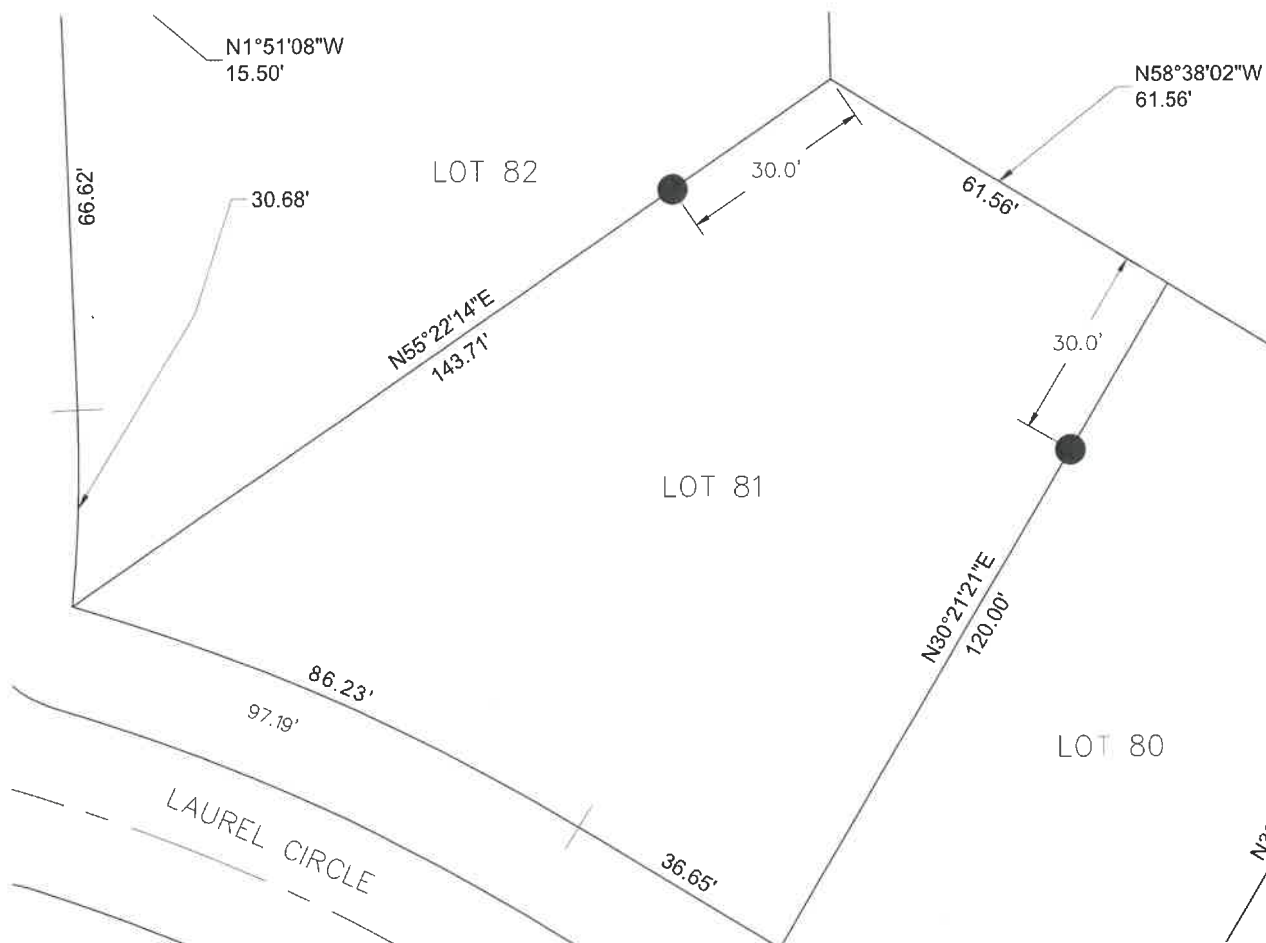 N1°51'08"W
15.50'
N58°38'02"W
61.56'
LOT 82
30.0'
61.56'
66.62'
30.68'
N55°22'14"E
143.71'
30.0'
LOT 81
N30°21'21"E
120.00'
86.23'
97.19'
LOT 80
LAUREL CIRCLE
36.65'